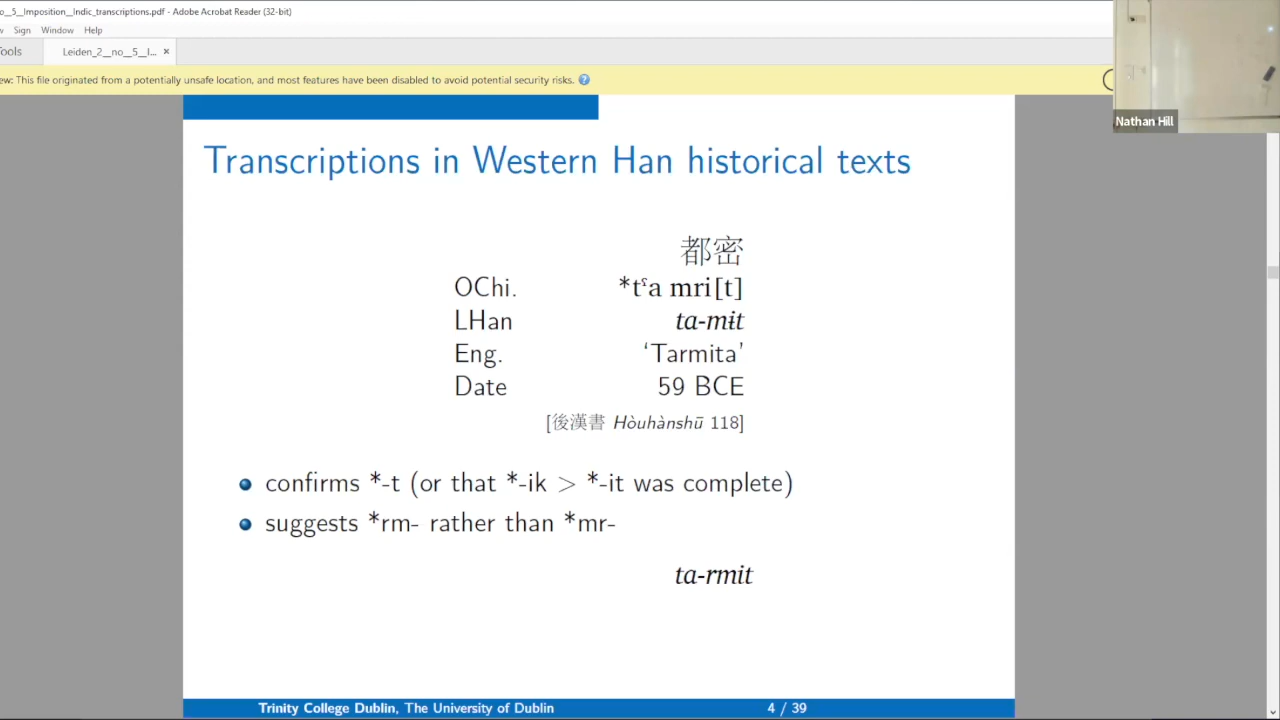 no__5__Imposition_Indic_transcriptions.pdf - Adobe Acrobat Reader (32-bit)
w Sign Window Help
Tools Leiden_2__no__5__I... ×
ew: This file originated from a potentially unsafe location, and most features have been disabled to avoid potential security risks. ?
Nathan Hill
Transcriptions in Western Han historical texts
都密
OChi. *tˤa mri[t]
LHan ta-mɨt
Eng. ‘Tarmita’
Date 59 BCE
[後漢書 Hòuhànshū 118]
confirms *-t (or that *-ik > *-it was complete)
suggests *rm- rather than *mr-
ta-rmit
Trinity College Dublin, The University of Dublin 4 / 39